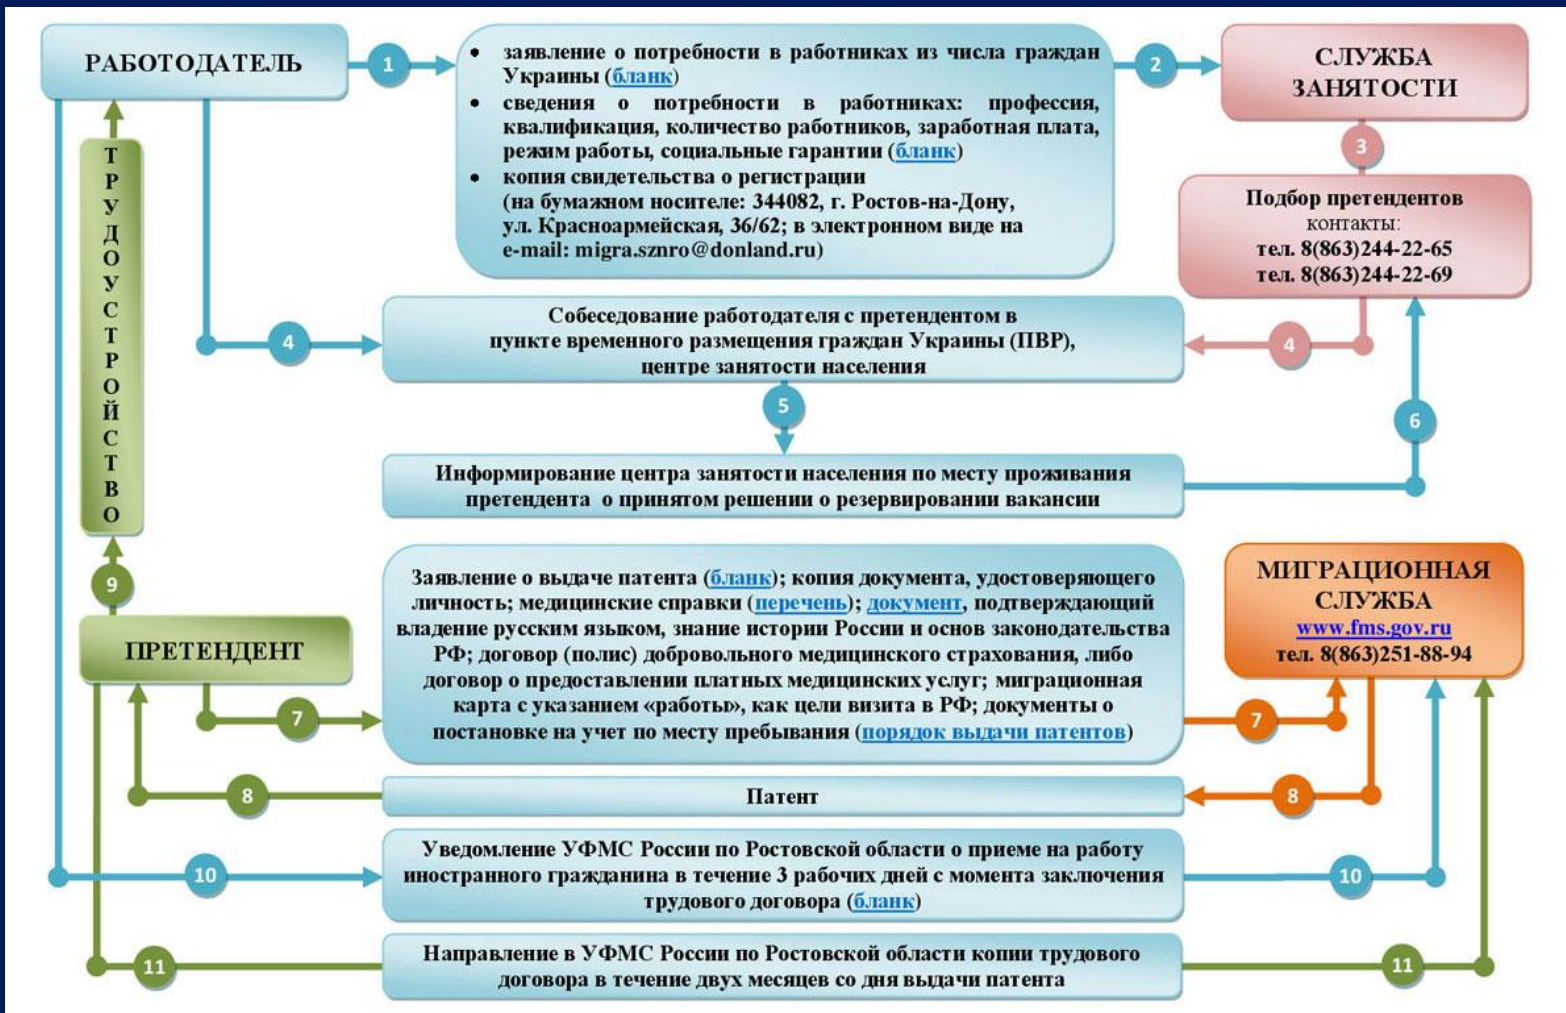 РАБОТОДАТЕЛЬ
1
• заявление о потребности в работниках из числа граждан
Украины (бланк)
• сведения о потребности в работниках: профессия,
квалификация, количество работников, заработная плата,
режим работы, социальные гарантии (бланк)
• копия свидетельства о регистрации
(на бумажном носителе: 344082, г. Ростов-на-Дону,
ул. Красноармейская, 36/62; в электронном виде на
e-mail: migra.sznro@donland.ru)
2
СЛУЖБА
ЗАНЯТОСТИ
3
Подбор претендентов
контакты:
тел. 8(863)244-22-65
тел. 8(863)244-22-69
ТРУДОУСТРОЙСТВО
4
Собеседование работодателя с претендентом в
пункте временного размещения граждан Украины (ПВР),
центре занятости населения
4
5
6
Информирование центра занятости населения по месту проживания
претендента о принятом решении о резервировании вакансии
9
ПРЕТЕНДЕНТ
7
Заявление о выдаче патента (бланк); копия документа, удостоверяющего
личность; медицинские справки (перечень); документ, подтверждающий
владение русским языком, знание истории России и основ законодательства
РФ; договор (полис) добровольного медицинского страхования, либо
договор о предоставлении платных медицинских услуг; миграционная
карта с указанием «работы», как цели визита в РФ; документы о
постановке на учет по месту пребывания (порядок выдачи патентов)
7
МИГРАЦИОННАЯ
СЛУЖБА
www.fms.gov.ru
тел. 8(863)251-88-94
8
Патент
8
10
Уведомление УФМС России по Ростовской области о приеме на работу
иностранного гражданина в течение 3 рабочих дней с момента заключения
трудового договора (бланк)
10
11
Направление в УФМС России по Ростовской области копии трудового
договора в течение двух месяцев со дня выдачи патента
11